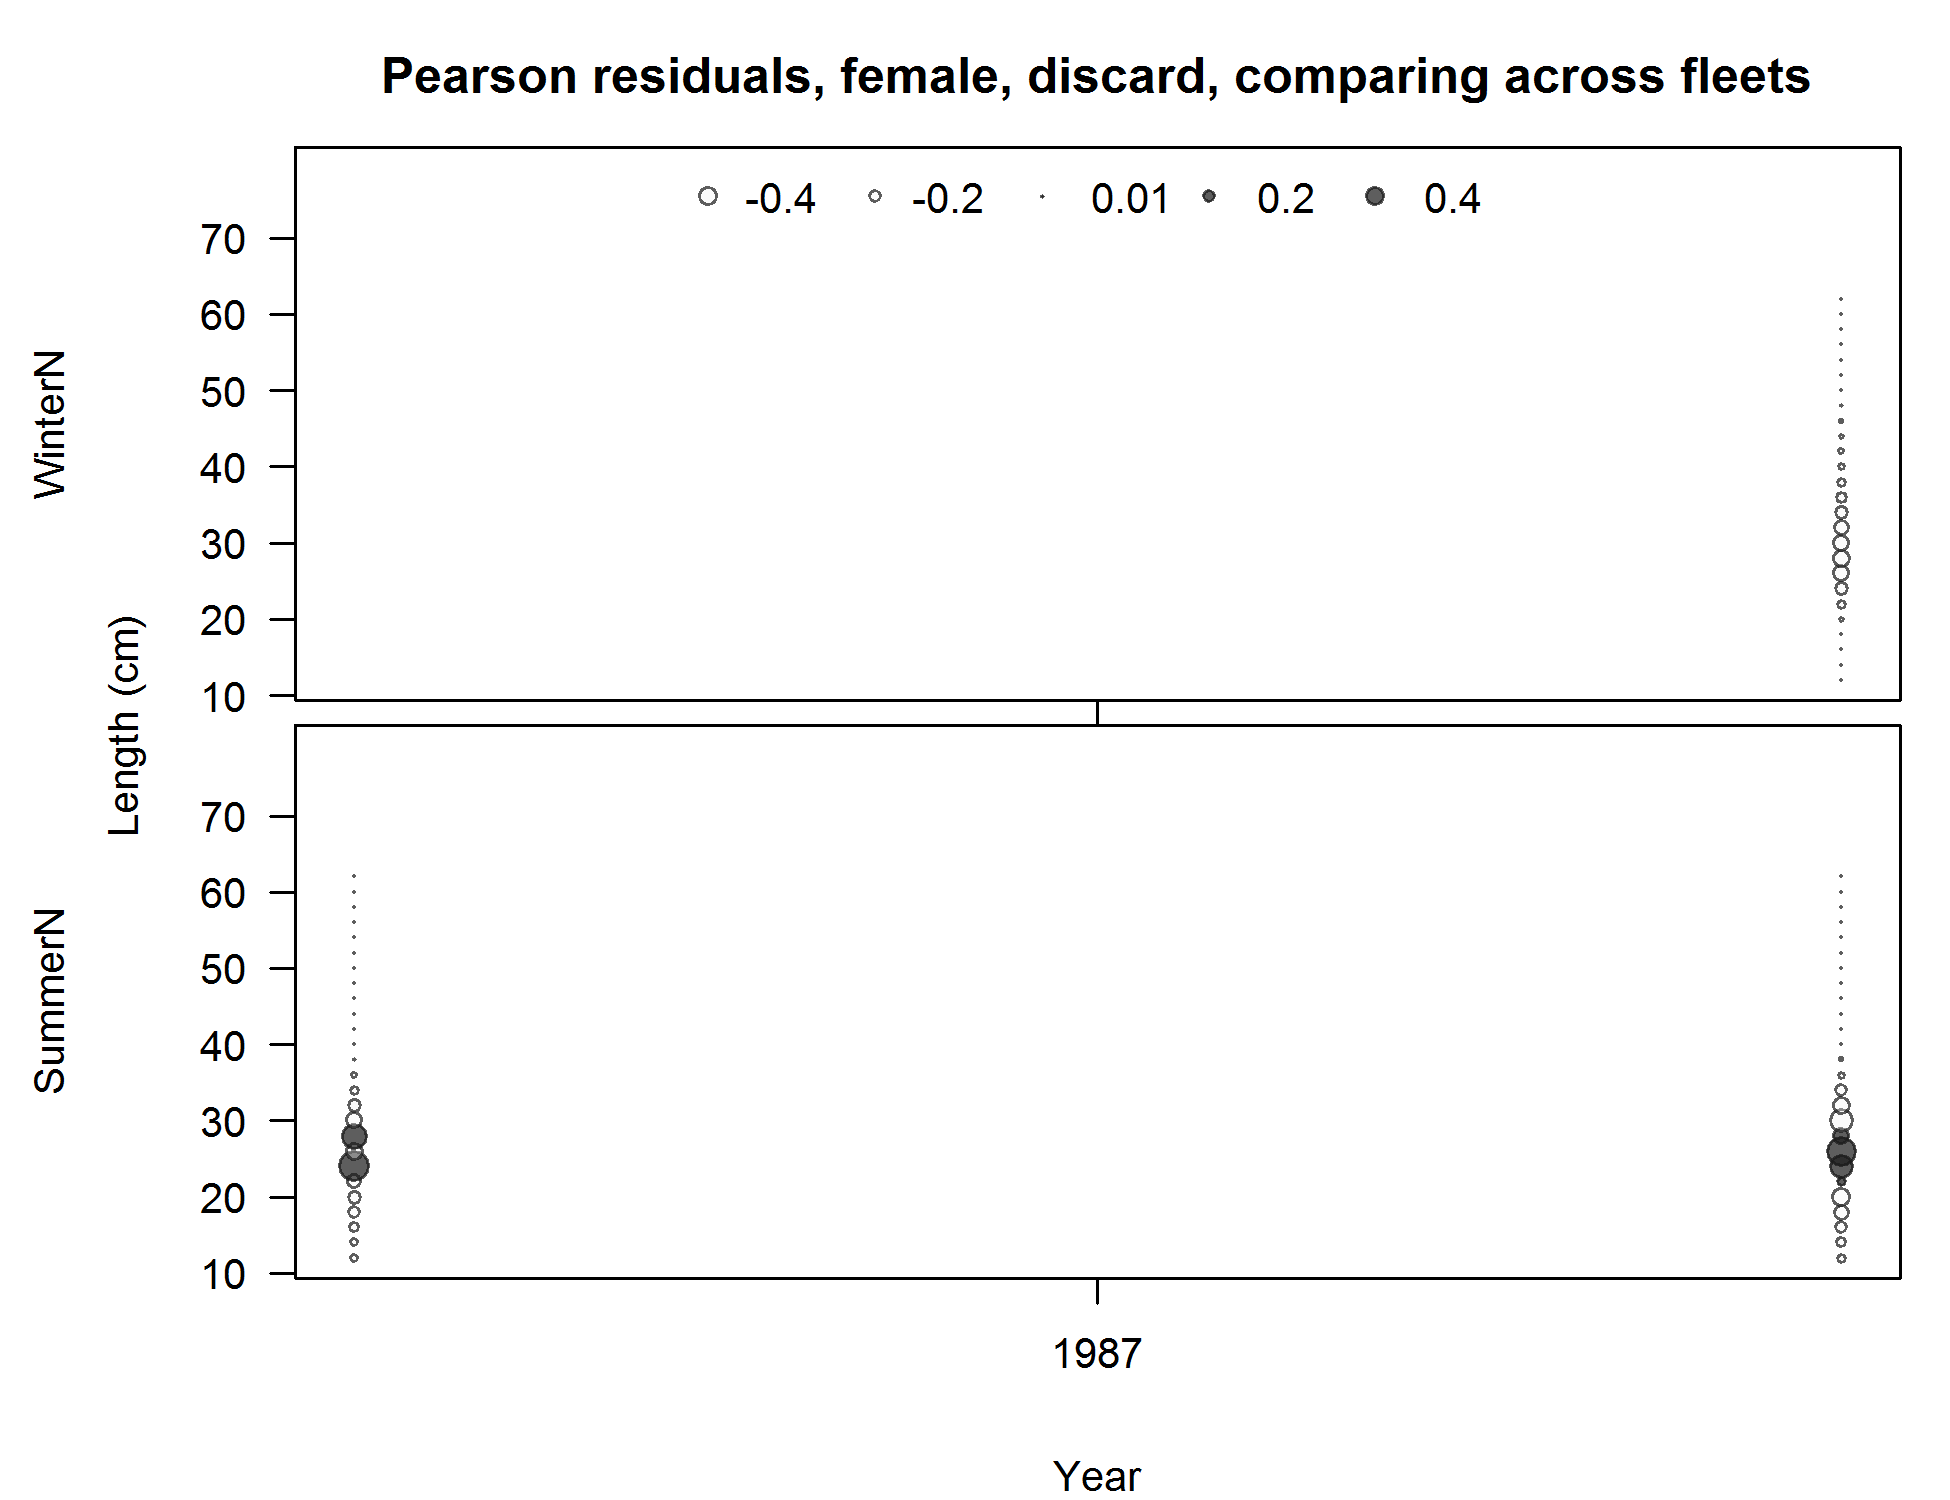 Pearson residuals, female, discard, comparing across fleets
-0.4 -0.2 0.01 0.2 0.4
WinterN
70
60
50
40
30
20
10
Length (cm)
SummerN
70
60
50
40
30
20
10
1987
Year